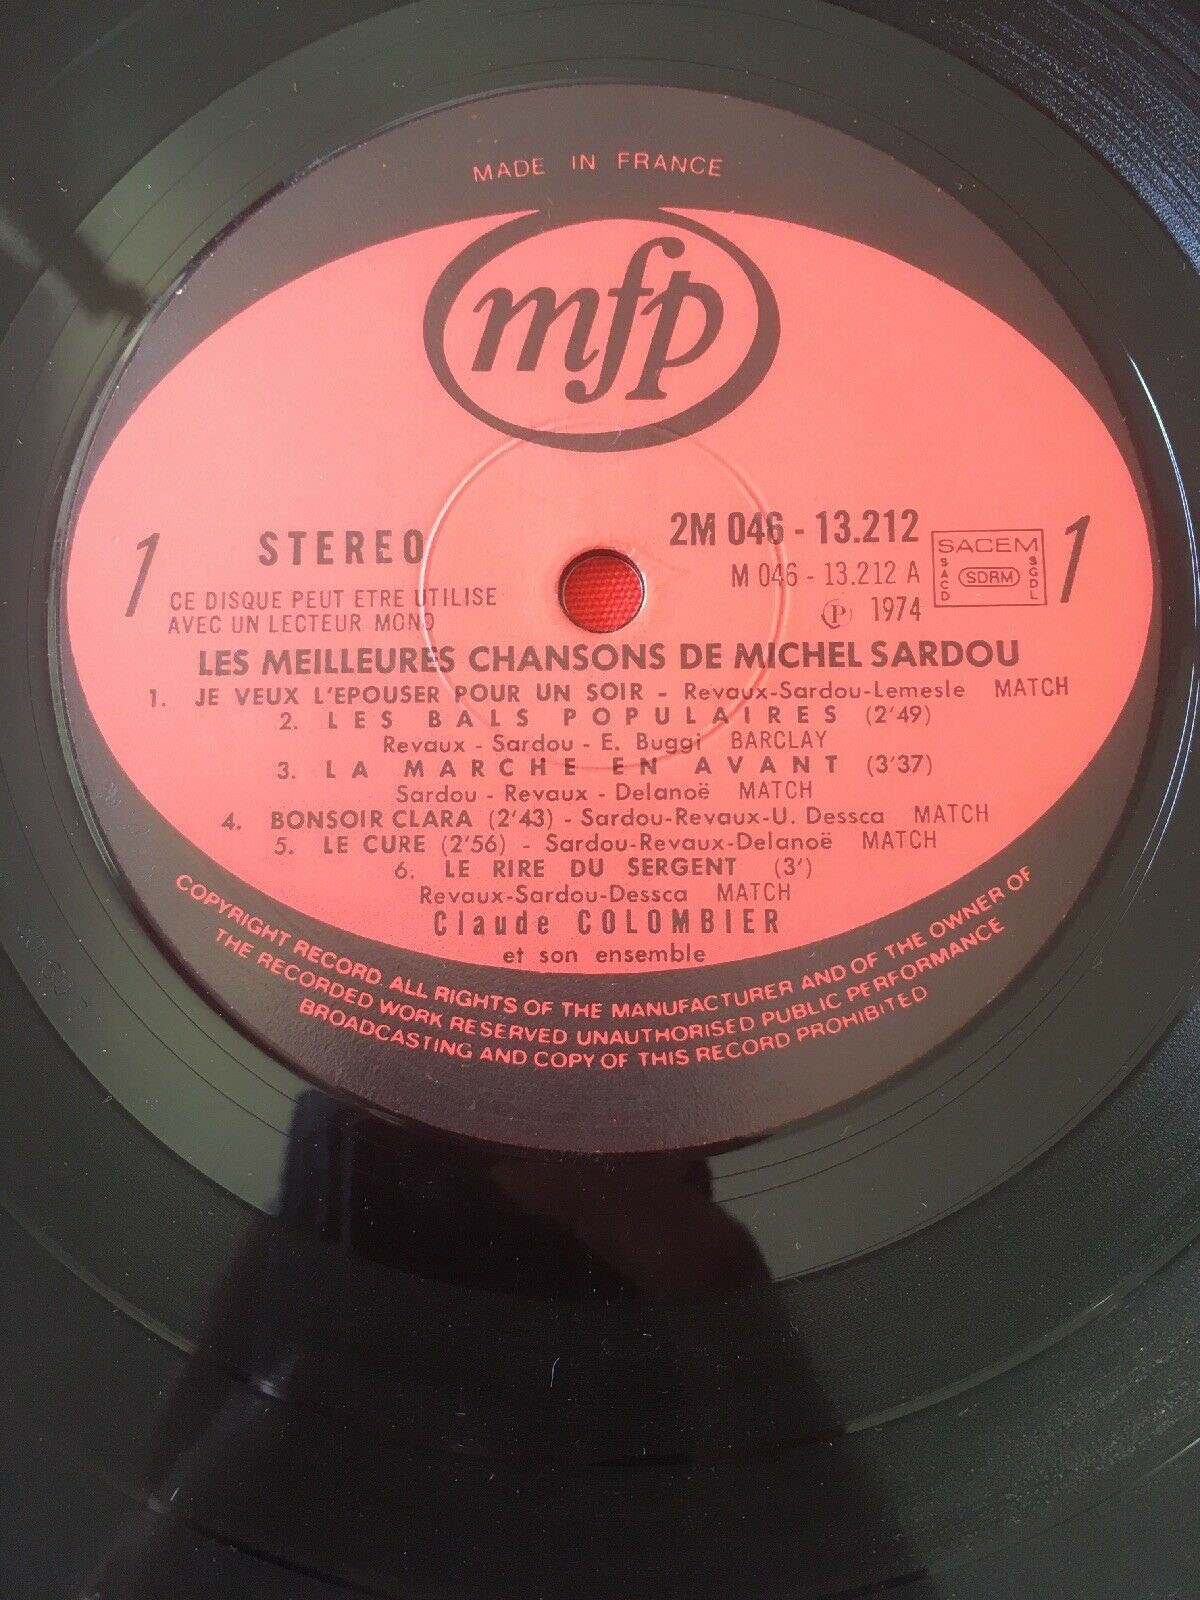 MADE IN FRANCE
mfp
1 STEREO 2M 046 - 13.212 SACEM 1
M 046 - 13.212 A SACD SDRM SGDL
CE DISQUE PEUT ETRE UTILISE
AVEC UN LECTEUR MONO
Ⓟ 1974
LES MEILLEURES CHANSONS DE MICHEL SARDOU
1. JE VEUX L'EPOUSER POUR UN SOIR - Revaux-Sardou-Lemesle MATCH
2. LES BALS POPULAIRES (2'49)
Revaux - Sardou - E. Buggi BARCLAY
3. LA MARCHE EN AVANT (3'37)
Sardou - Revaux - Delanoë MATCH
4. BONSOIR CLARA (2'43) - Sardou-Revaux-U. Dessca MATCH
5. LE CURE (2'56) - Sardou-Revaux-Delanoë MATCH
6. LE RIRE DU SERGENT (3')
Revaux-Sardou-Dessca MATCH
Claude COLOMBIER
et son ensemble
COPYRIGHT RECORD. ALL RIGHTS OF THE MANUFACTURER AND OF THE OWNER OF
THE RECORDED WORK RESERVED UNAUTHORISED PUBLIC PERFORMANCE
BROADCASTING AND COPY OF THIS RECORD PROHIBITED